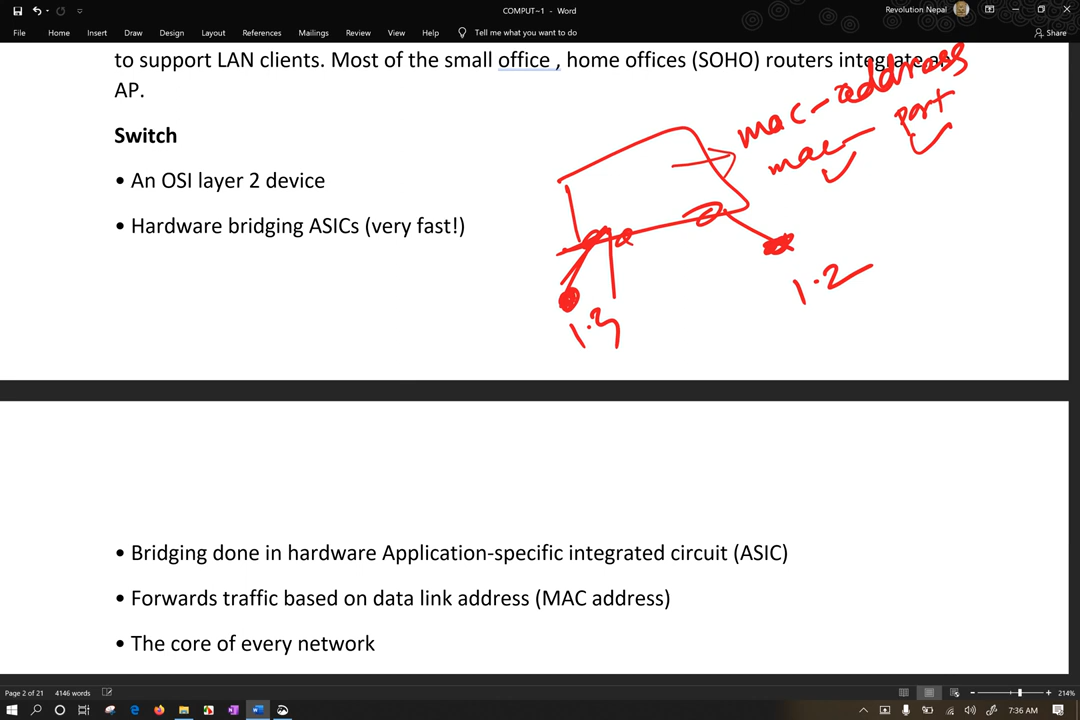 COMPUT~1 - Word
Revolution Nepal
File Home Insert Draw Design Layout References Mailings Review View Help Tell me what you want to do Share
to support LAN clients. Most of the small office , home offices (SOHO) routers integrate
AP.
mac-address
mac - port
Switch
• An OSI layer 2 device
• Hardware bridging ASICs (very fast!)
1.2
1.3
• Bridging done in hardware Application-specific integrated circuit (ASIC)
• Forwards traffic based on data link address (MAC address)
• The core of every network
Page 2 of 21 4146 words 214%
7:36 AM